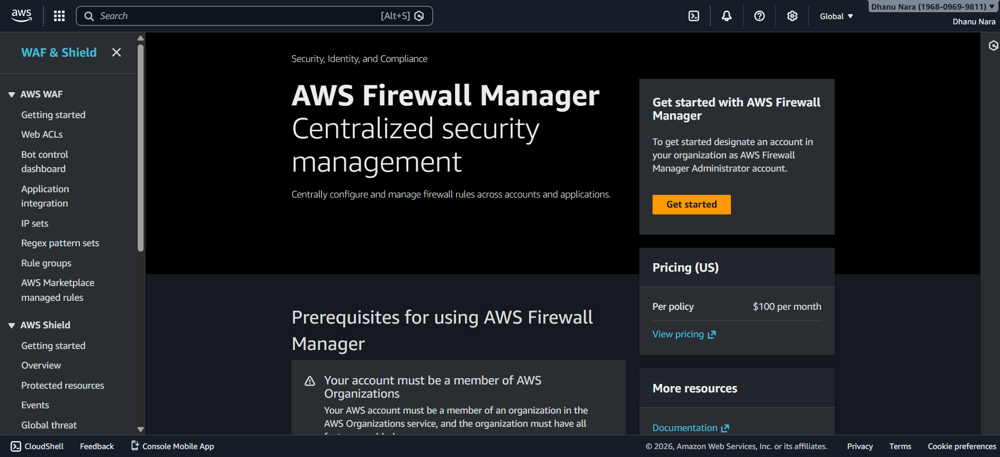 aws
Search
[Alt+S]
Global
Dhanu Nara (1968-0969-9811)
Dhanu Nara
WAF & Shield
AWS WAF
Getting started
Web ACLs
Bot control
dashboard
Application
integration
IP sets
Regex pattern sets
Rule groups
AWS Marketplace
managed rules
AWS Shield
Getting started
Overview
Protected resources
Events
Global threat
Security, Identity, and Compliance
AWS Firewall Manager
Centralized security
management
Centrally configure and manage firewall rules across accounts and applications.
Get started with AWS Firewall
Manager
To get started designate an account in
your organization as AWS Firewall
Manager Administrator account.
Get started
Pricing (US)
Per policy
$100 per month
View pricing
More resources
Documentation
Prerequisites for using AWS Firewall
Manager
Your account must be a member of AWS
Organizations
Your AWS account must be a member of an organization in the
AWS Organizations service, and the organization must have all
CloudShell
Feedback
Console Mobile App
© 2026, Amazon Web Services, Inc. or its affiliates.
Privacy
Terms
Cookie preferences